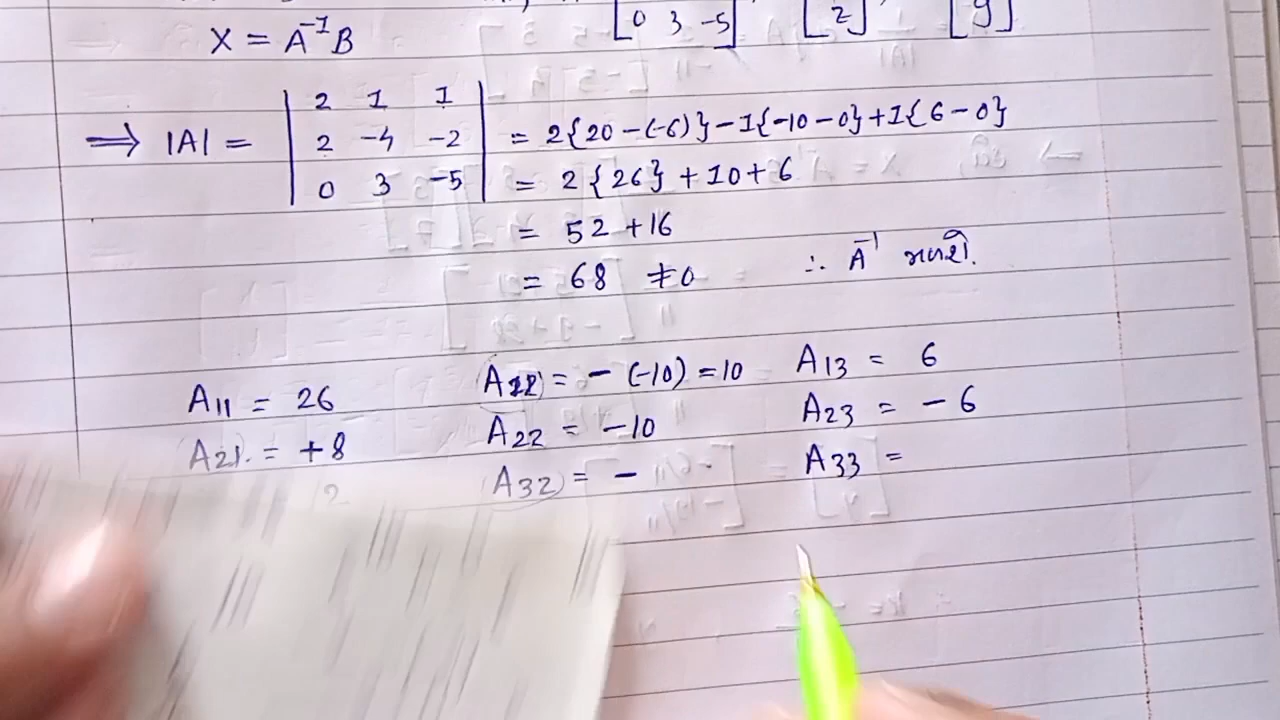 X = A⁻¹B
[0 3 -5] [z] [9]
⇒ |A| = | 2 1 1 |
| 2 -4 -2 | = 2{20-(-6)}-1{-10-0}+1{6-0}
| 0 3 -5 | = 2{26}+10+6
= 52+16
= 68 ≠0 ∴ A⁻¹ મળશે.
A11 = 26 A12 = -(-10) = 10 A13 = 6
A21 = +8 A22 = -10 A23 = -6
2 A32 = - A33 =